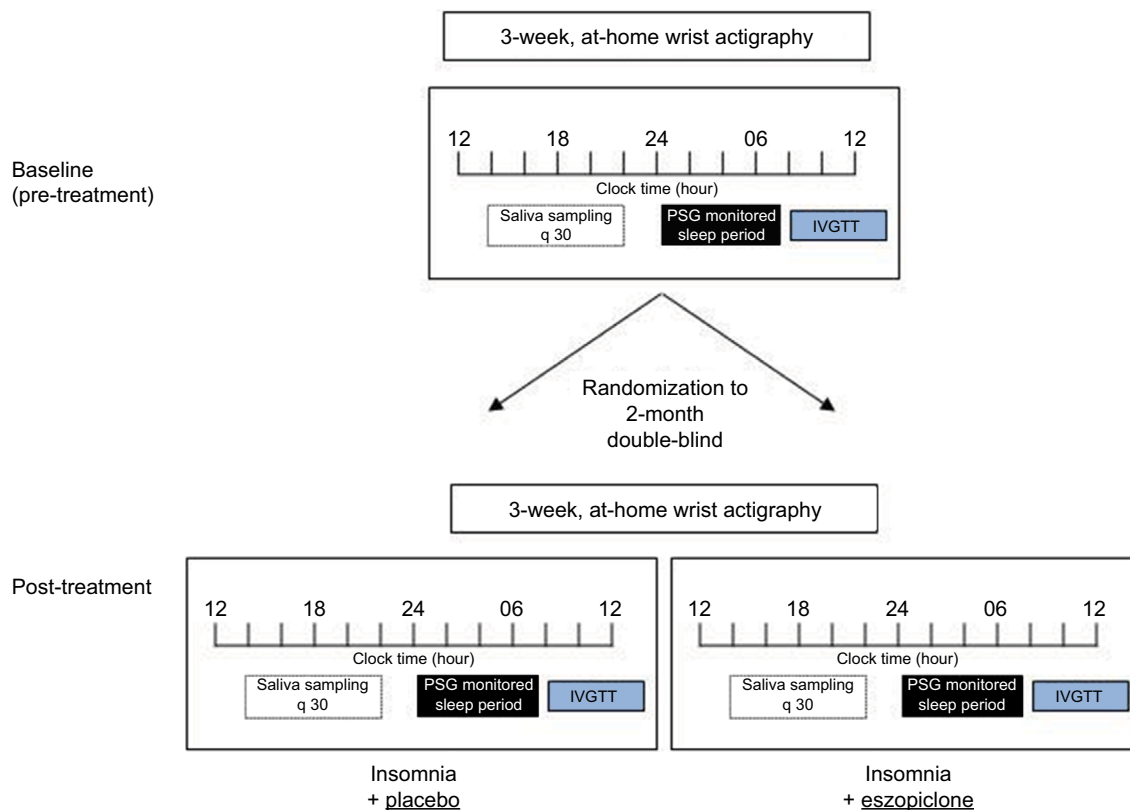 3-week, at-home wrist actigraphy
Baseline
(pre-treatment)
12 18 24 06 12
Clock time (hour)
Saliva sampling
q 30
PSG monitored
sleep period
IVGTT
Randomization to
2-month
double-blind
3-week, at-home wrist actigraphy
Post-treatment
12 18 24 06 12
Clock time (hour)
Saliva sampling
q 30
PSG monitored
sleep period
IVGTT
Insomnia
+ placebo
12 18 24 06 12
Clock time (hour)
Saliva sampling
q 30
PSG monitored
sleep period
IVGTT
Insomnia
+ eszopiclone